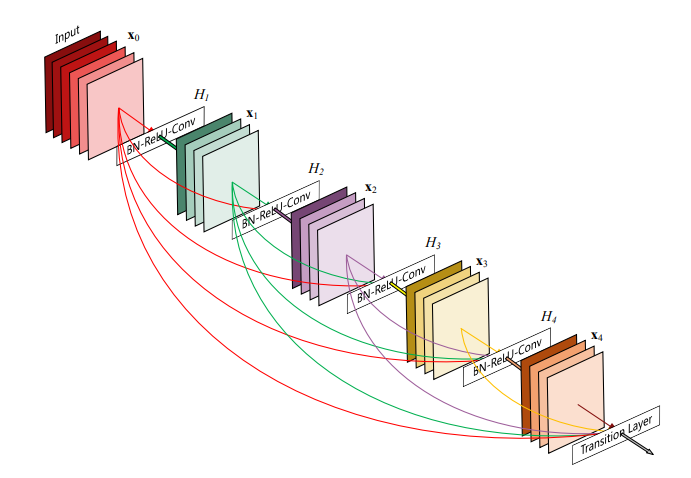 Input
x0
H1
BN-ReLU-Conv
x1
H2
BN-ReLU-Conv
x2
H3
BN-ReLU-Conv
x3
H4
BN-ReLU-Conv
x4
Transition Layer